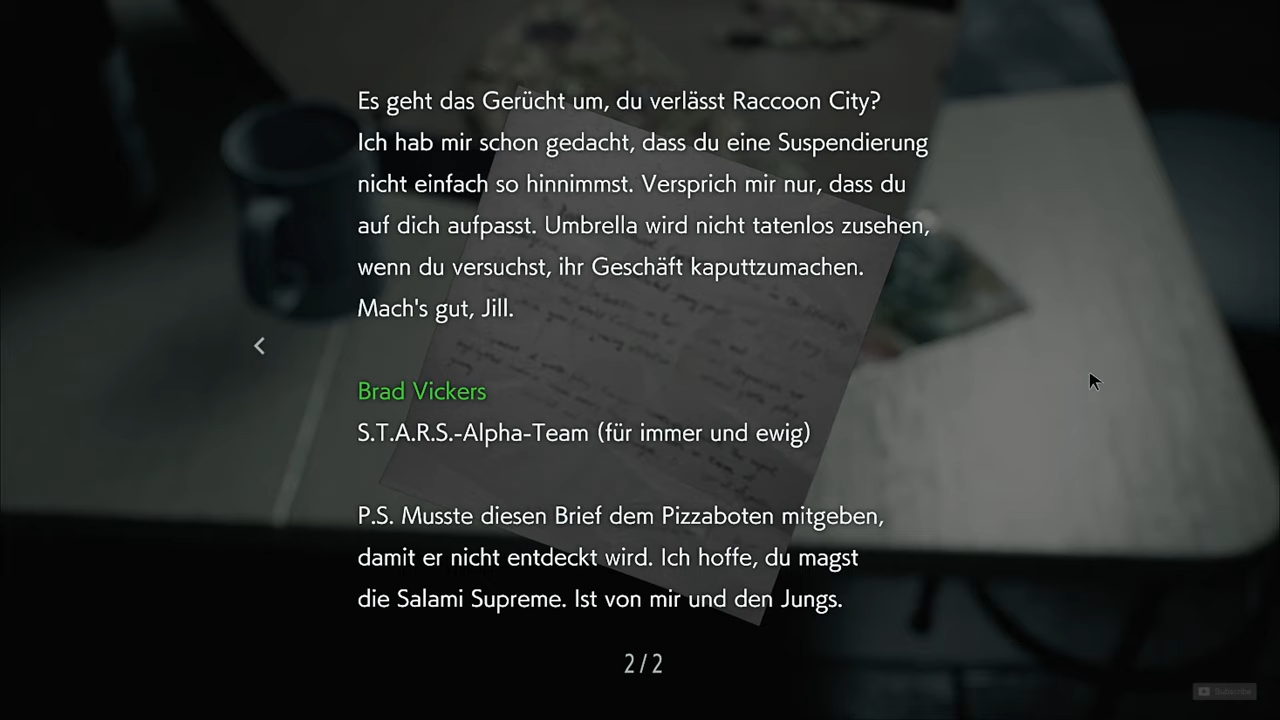 Es geht das Gerücht um, du verlässt Raccoon City?
Ich hab mir schon gedacht, dass du eine Suspendierung
nicht einfach so hinnimmst. Versprich mir nur, dass du
auf dich aufpasst. Umbrella wird nicht tatenlos zusehen,
wenn du versuchst, ihr Geschäft kaputtzumachen.
Mach's gut, Jill.
Brad Vickers
S.T.A.R.S.-Alpha-Team (für immer und ewig)
P.S. Musste diesen Brief dem Pizzaboten mitgeben,
damit er nicht entdeckt wird. Ich hoffe, du magst
die Salami Supreme. Ist von mir und den Jungs.
2/2
Subscribe